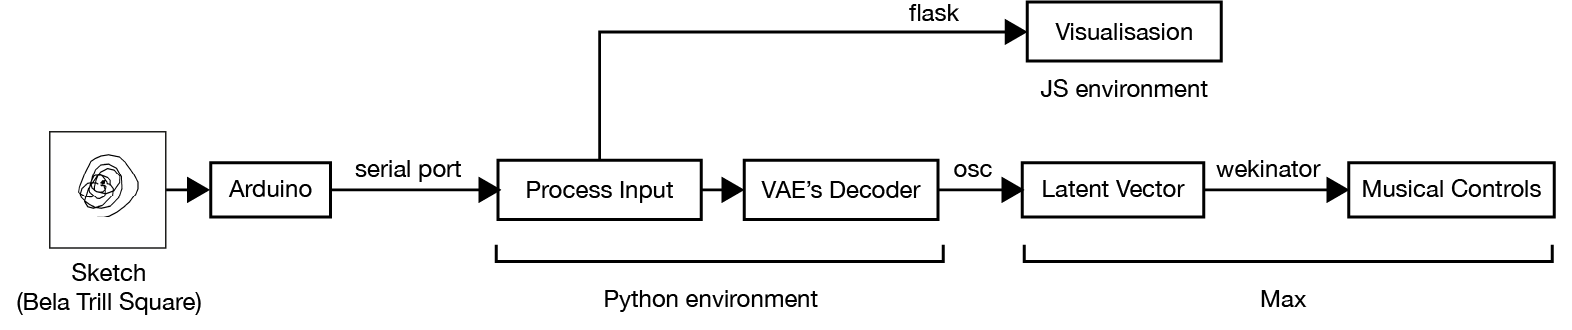 flask
Visualisasion
JS environment
Arduino
serial port
Process Input
VAE’s Decoder
osc
Latent Vector
wekinator
Musical Controls
Sketch
(Bela Trill Square)
Python environment
Max